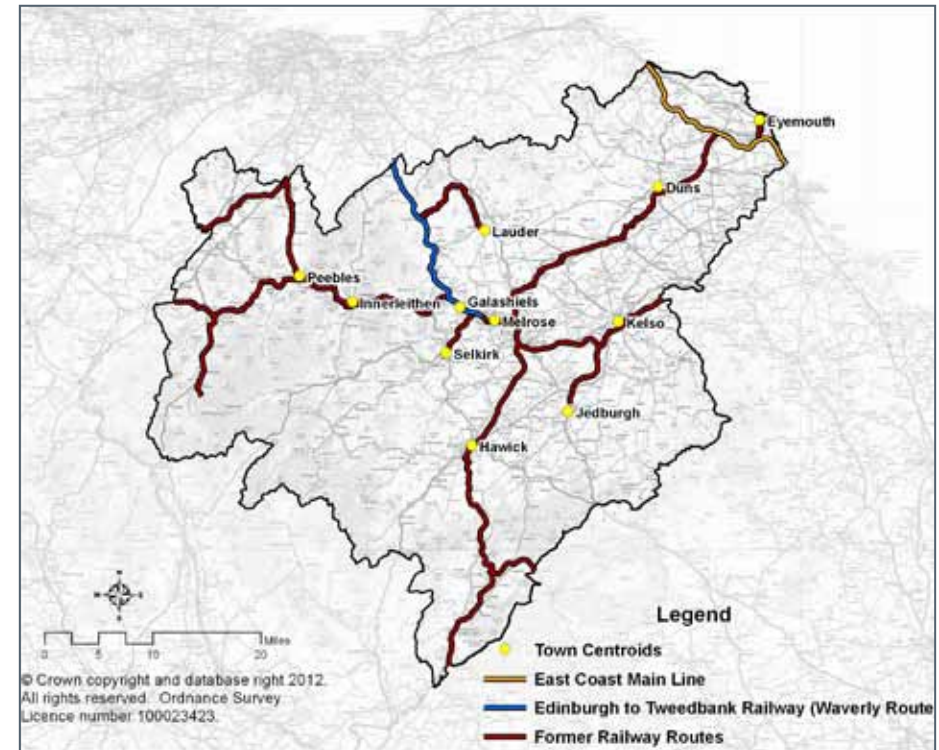 Eyemouth
Duns
Lauder
Peebles
Innerleithen
Galashiels
Melrose
Kelso
Selkirk
Jedburgh
Hawick
N
W E
S
Miles
0 5 10 20
© Crown copyright and database right 2012.
All rights reserved. Ordnance Survey
Licence number 100023423.
Legend
Town Centroids
East Coast Main Line
Edinburgh to Tweedbank Railway (Waverly Route
Former Railway Routes